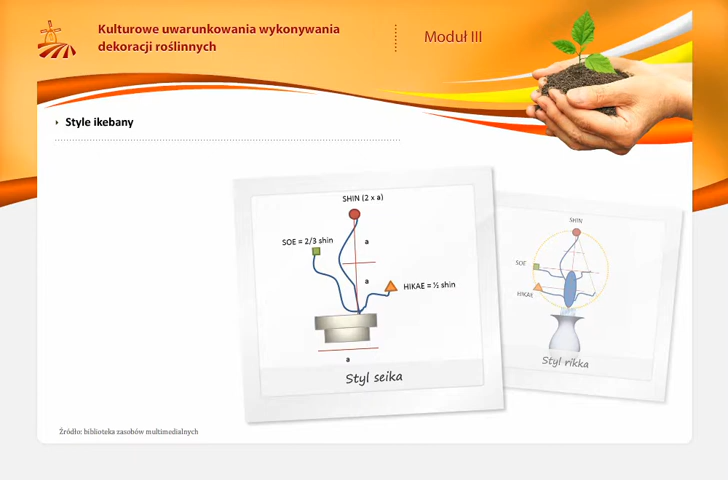 Kulturowe uwarunkowania wykonywania
dekoracji roślinnych
Moduł III
Style ikebany
SHIN (2 x a)
SOE = 2/3 shin
a
a
HIKAE = ½ shin
a
Styl seika
SHIN
SOE
HIKAE
Styl rikka
Źródło: biblioteka zasobów multimedialnych